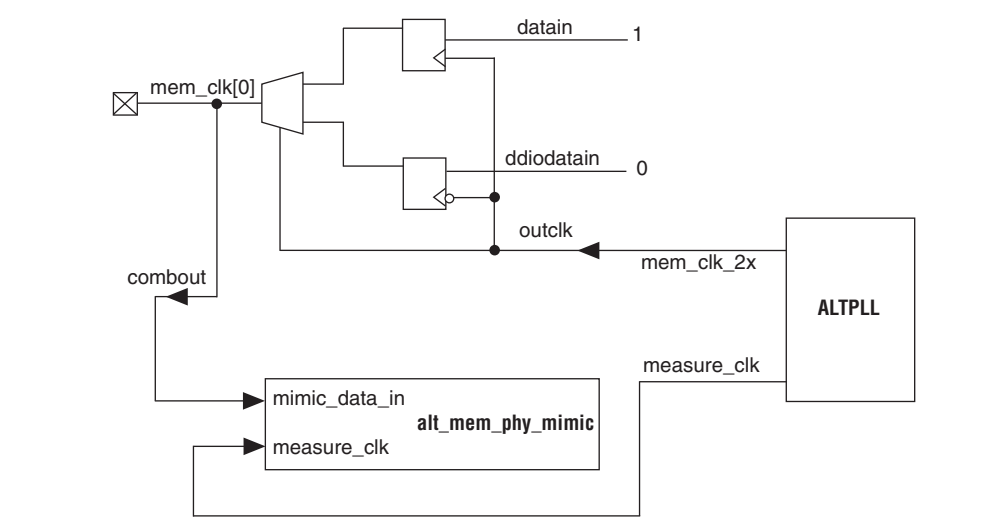 datain 1
mem_clk[0]
ddiodatain 0
outclk
mem_clk_2x
combout
ALTPLL
measure_clk
mimic_data_in
alt_mem_phy_mimic
measure_clk